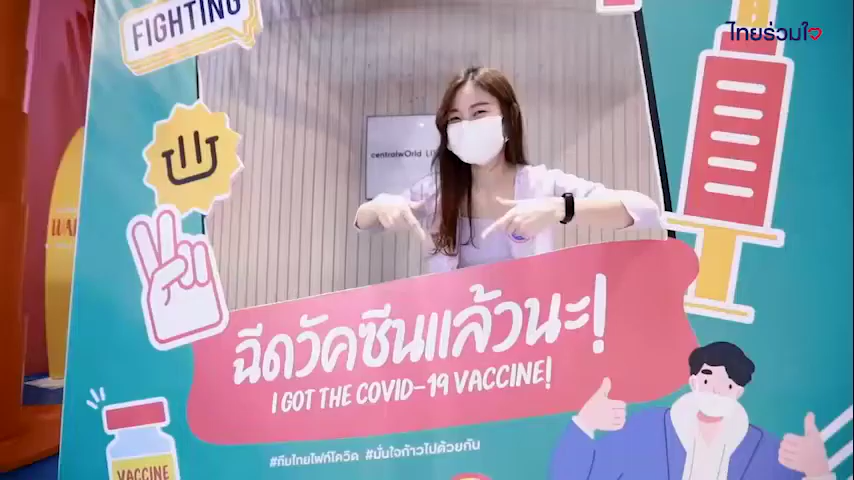 FIGHTING
ไทยร่วมใจ
centralwOrld LI
WA
ฉีดวัคซีนแล้วนะ!
I GOT THE COVID-19 VACCINE!
#ทีมไทยไฟท์โควิด #มั่นใจก้าวไปด้วยกัน
VACCINE